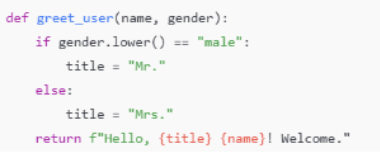 def greet_user(name, gender):
    if gender.lower() == "male":
        title = "Mr."
    else:
        title = "Mrs."
    return f"Hello, {title} {name}! Welcome."